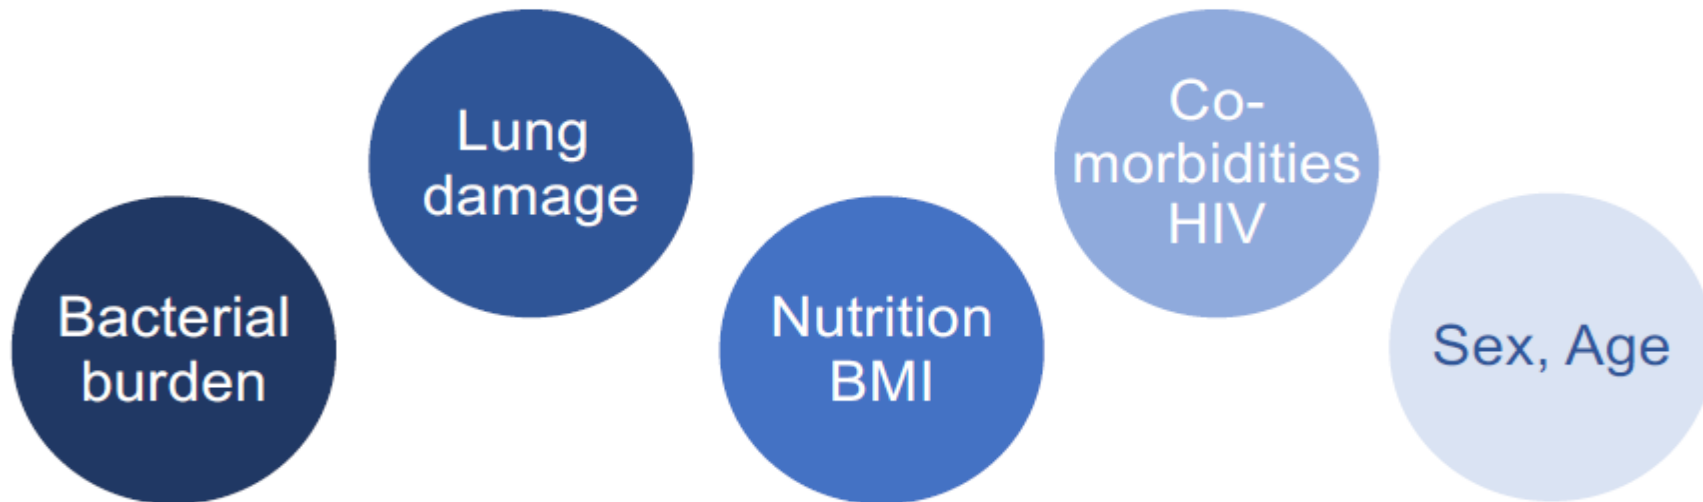 Bacterial
burden
Lung
damage
Nutrition
BMI
Co-
morbidities
HIV
Sex, Age